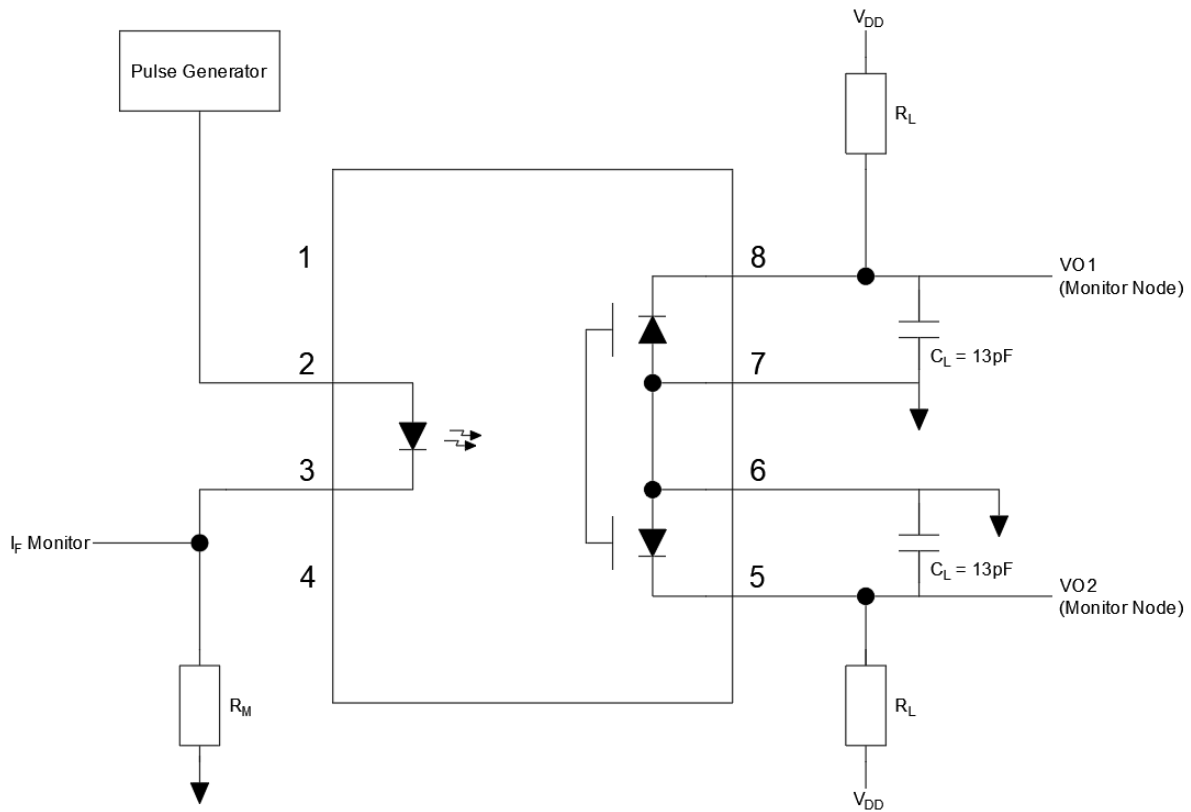 Pulse Generator
V_DD
R_L
1
8
VO1
(Monitor Node)
C_L = 13pF
2
7
3
6
I_F Monitor
C_L = 13pF
4
5
VO2
(Monitor Node)
R_M
R_L
V_DD